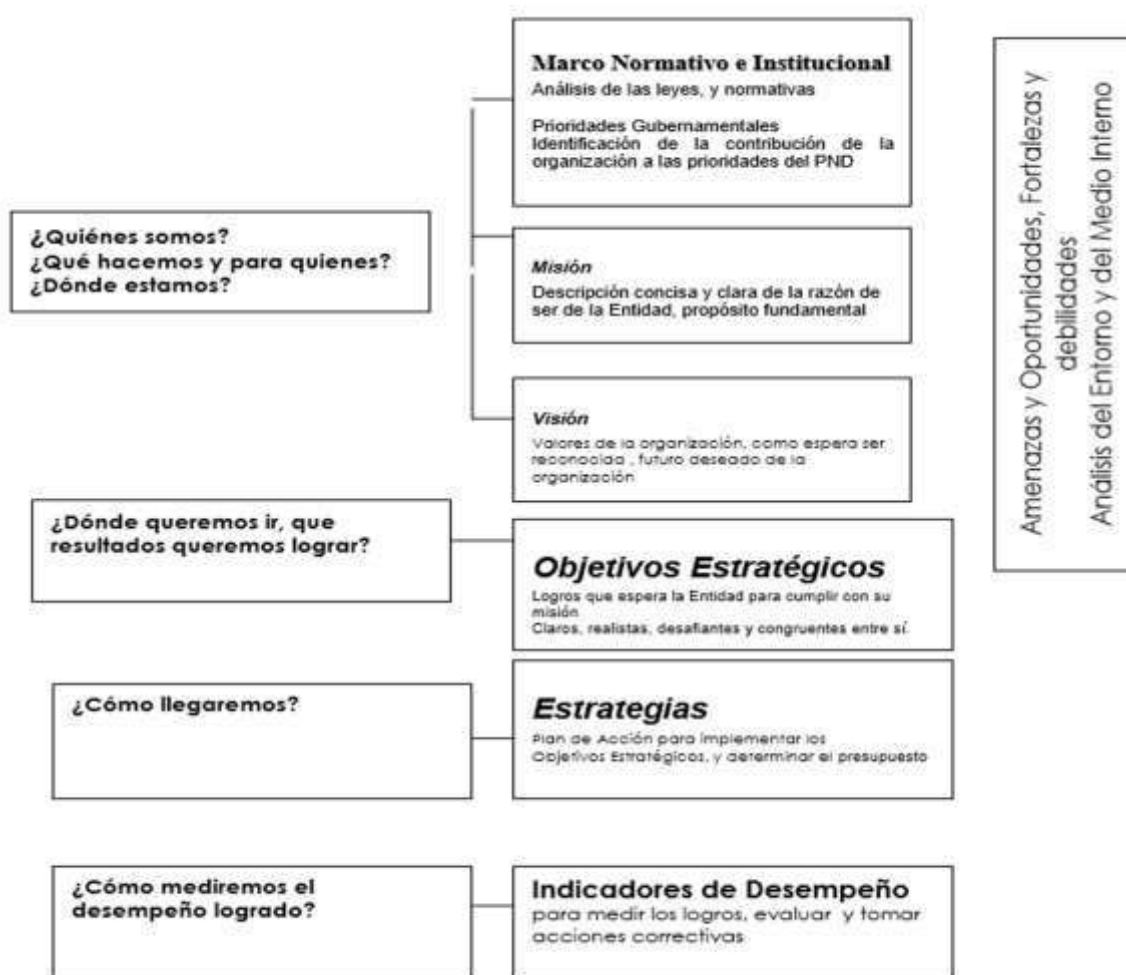 Marco Normativo e Institucional
Análisis de las leyes, y normativas
Prioridades Gubernamentales
Identificación de la contribución de la
organización a las prioridades del PND
¿Quiénes somos?
¿Qué hacemos y para quienes?
¿Dónde estamos?
Misión
Descripción concisa y clara de la razón de
ser de la Entidad, propósito fundamental
Visión
Valores de la organización, como espera ser
reconocida , futuro deseado de la
organización
¿Dónde queremos ir, que
resultados queremos lograr?
Objetivos Estratégicos
Logros que espera la Entidad para cumplir con su
misión
Claros, realistas, desafiantes y congruentes entre sí
¿Cómo llegaremos?
Estrategias
Plan de Acción para implementar los
Objetivos Estratégicos, y determinar el presupuesto
¿Cómo mediremos el
desempeño logrado?
Indicadores de Desempeño
para medir los logros, evaluar y tomar
acciones correctivas
Amenazas y Oportunidades, Fortalezas y
debilidades
Análisis del Entorno y del Medio Interno